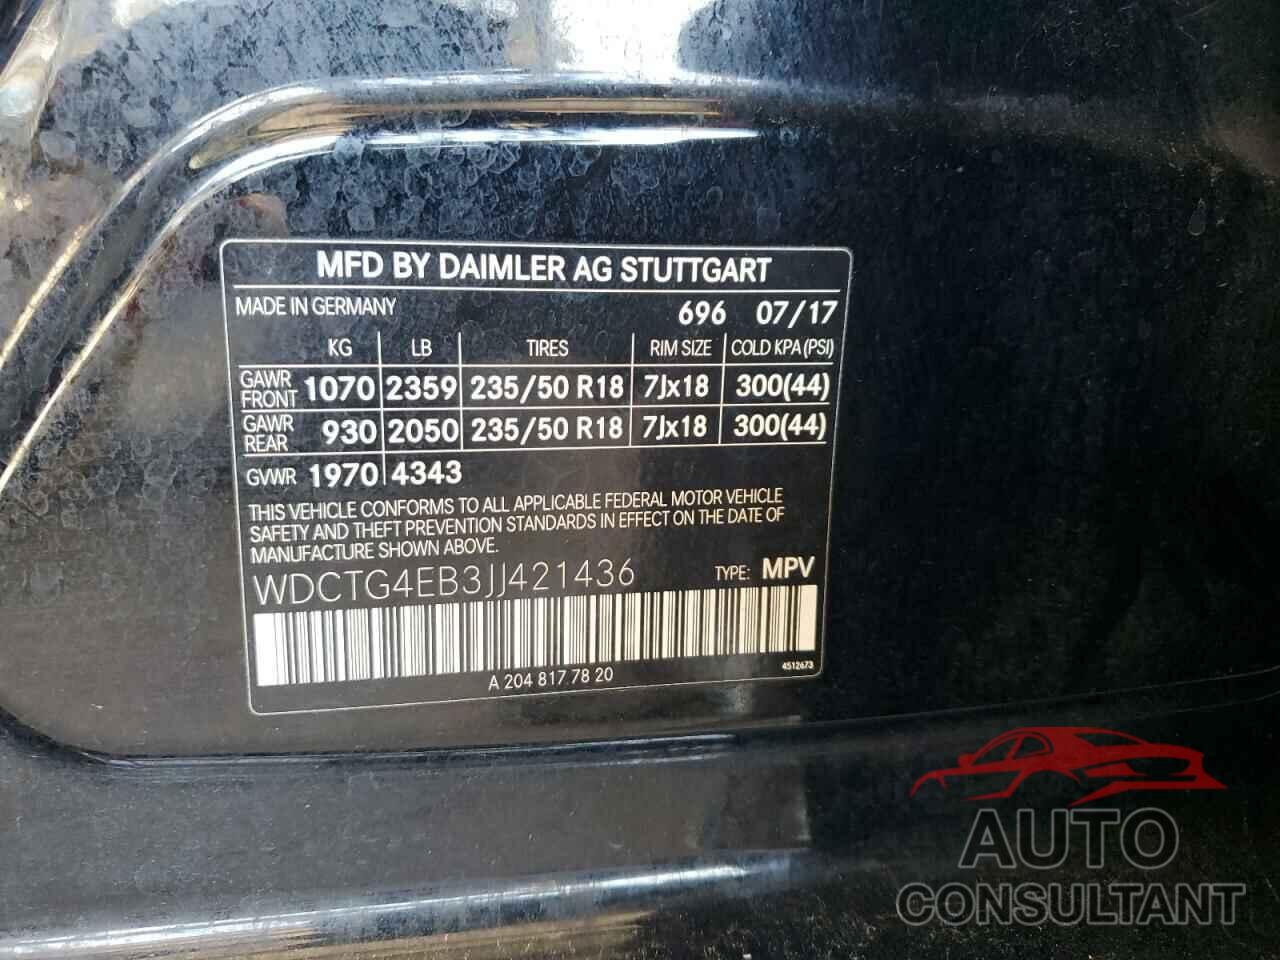 MFD BY DAIMLER AG STUTTGART
MADE IN GERMANY 696 07/17
KG LB TIRES RIM SIZE COLD KPA (PSI)
GAWR FRONT 1070 2359 235/50 R18 7Jx18 300(44)
GAWR REAR 930 2050 235/50 R18 7Jx18 300(44)
GVWR 1970 4343
THIS VEHICLE CONFORMS TO ALL APPLICABLE FEDERAL MOTOR VEHICLE
SAFETY AND THEFT PREVENTION STANDARDS IN EFFECT ON THE DATE OF
MANUFACTURE SHOWN ABOVE.
WDCTG4EB3JJ421436 TYPE: MPV
A 204 817 78 20 4512673
AUTO
CONSULTANT